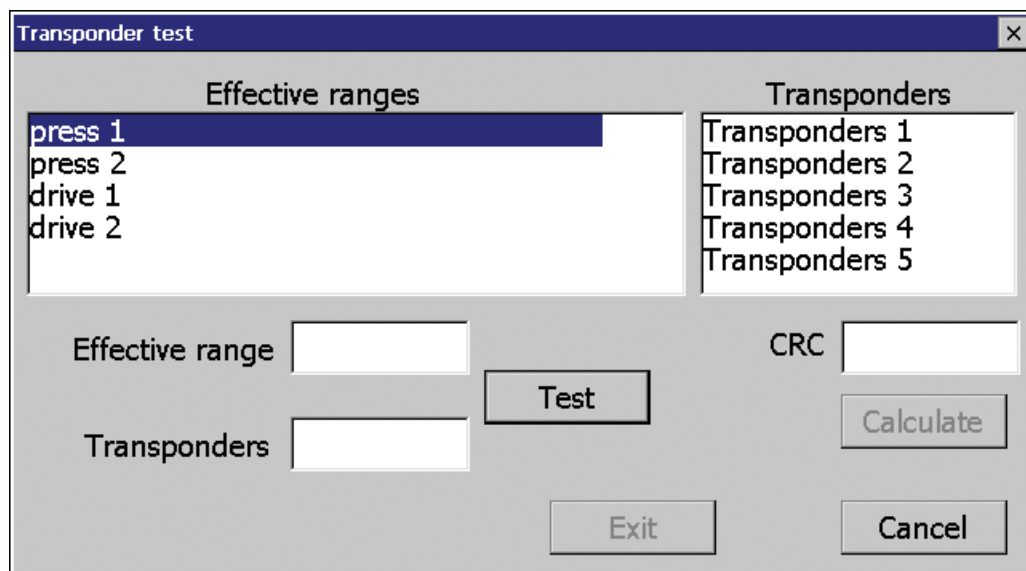 Transponder test
Effective ranges
press 1
press 2
drive 1
drive 2
Transponders
Transponders 1
Transponders 2
Transponders 3
Transponders 4
Transponders 5
Effective range
CRC
Test
Calculate
Transponders
Exit
Cancel